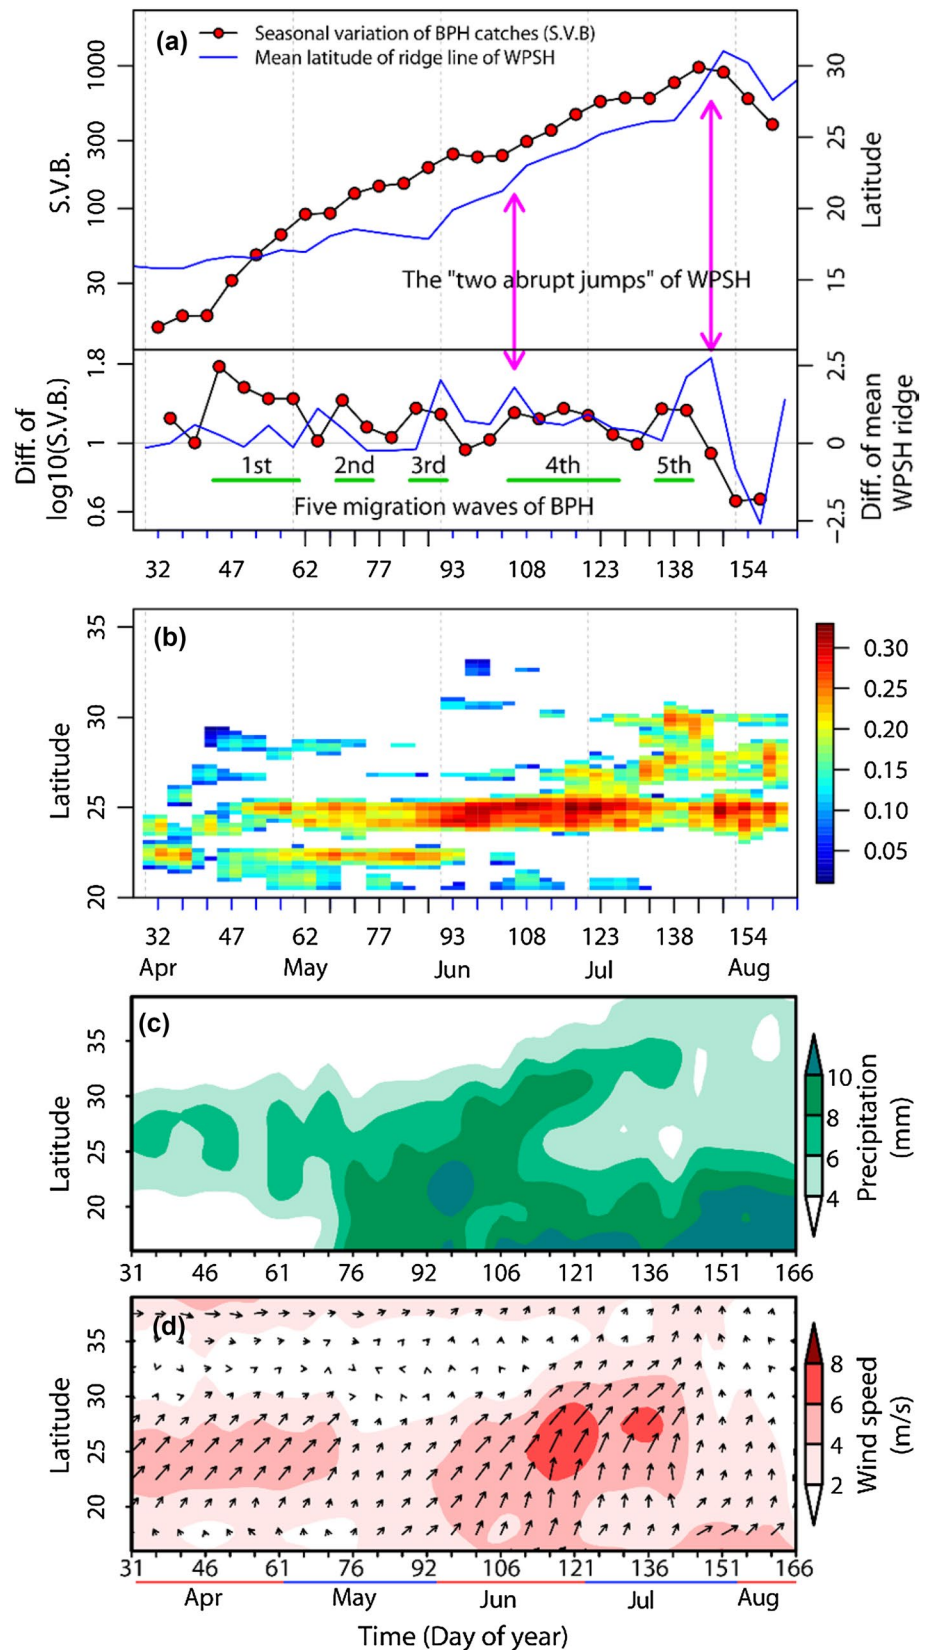 (a)
Seasonal variation of BPH catches (S.V.B)
Mean latitude of ridge line of WPSH
S.V.B.
1000
300
100
30
30
25
20
15
Latitude
The "two abrupt jumps" of WPSH
Diff. of
log10(S.V.B.)
1.8
1
0.6
2.5
0
−2.5
Diff. of mean
WPSH ridge
1st 2nd 3rd 4th 5th
Five migration waves of BPH
32 47 62 77 93 108 123 138 154
(b)
Latitude
35
30
25
20
0.30
0.25
0.20
0.15
0.10
0.05
32 47 62 77 93 108 123 138 154
Apr May Jun Jul Aug
(c)
Latitude
35
30
25
20
10
8
6
4
Precipitation
(mm)
31 46 61 76 92 106 121 136 151 166
(d)
Latitude
35
30
25
20
8
6
4
2
Wind speed
(m/s)
31 46 61 76 92 106 121 136 151 166
Apr May Jun Jul Aug
Time (Day of year)